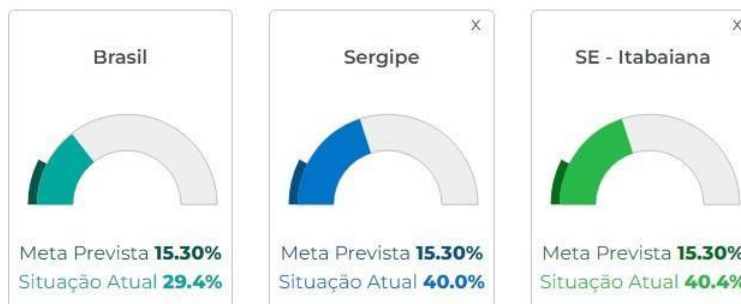 Brasil
Meta Prevista 15.30%
Situação Atual 29.4%
X
Sergipe
Meta Prevista 15.30%
Situação Atual 40.0%
X
SE - Itabaiana
Meta Prevista 15.30%
Situação Atual 40.4%